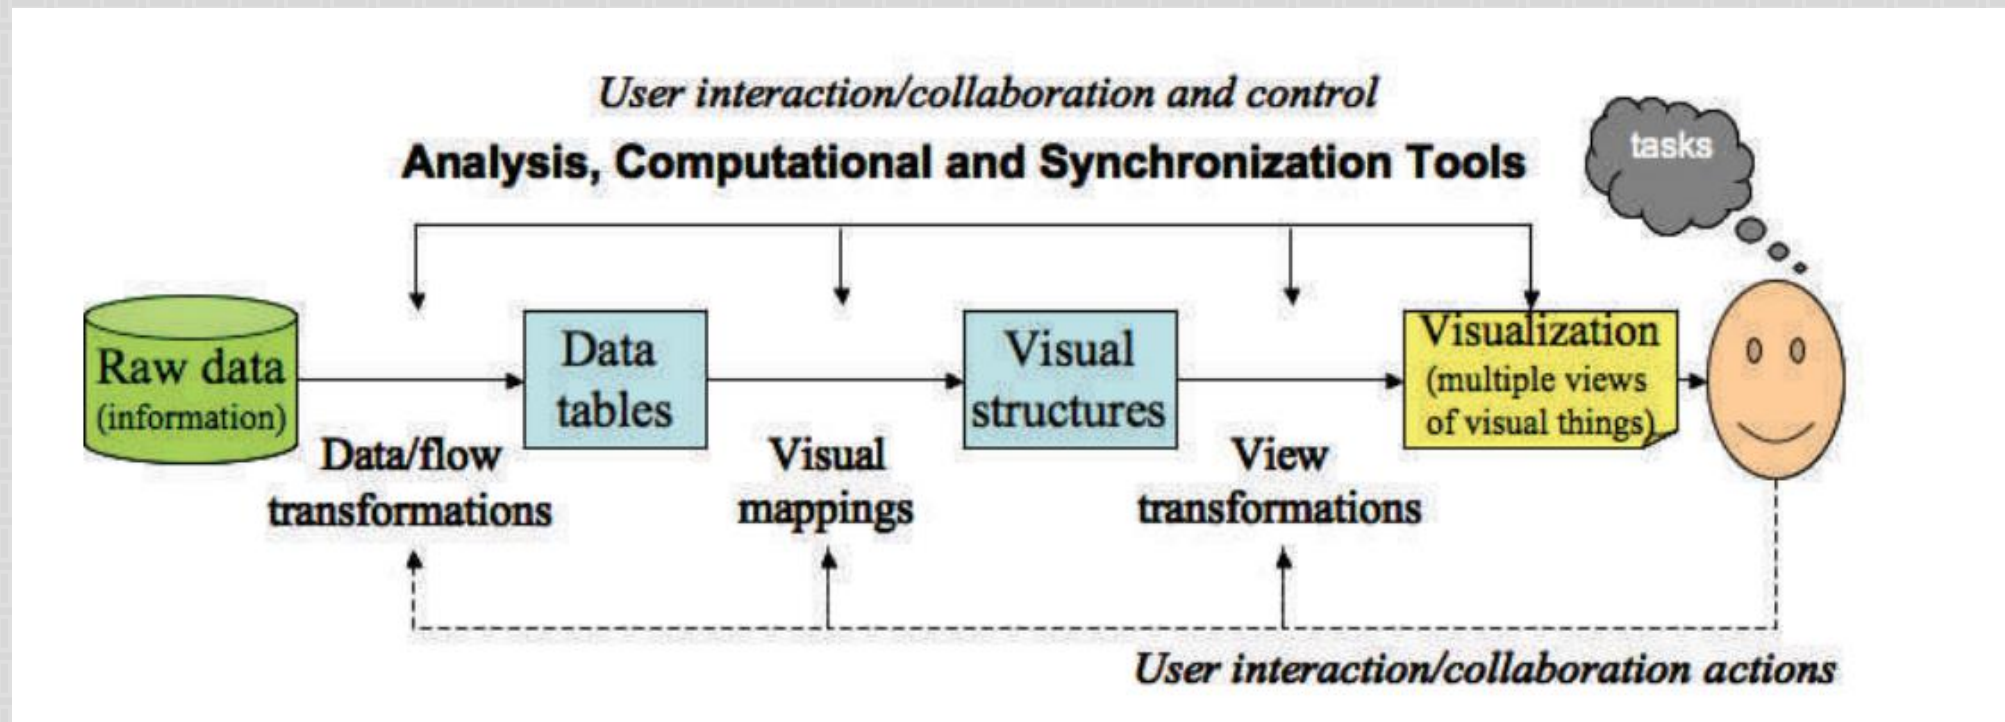 User interaction/collaboration and control
Analysis, Computational and Synchronization Tools
tasks
Raw data
(information)
Data/flow
transformations
Data
tables
Visual
mappings
Visual
structures
View
transformations
Visualization
(multiple views
of visual things)
User interaction/collaboration actions